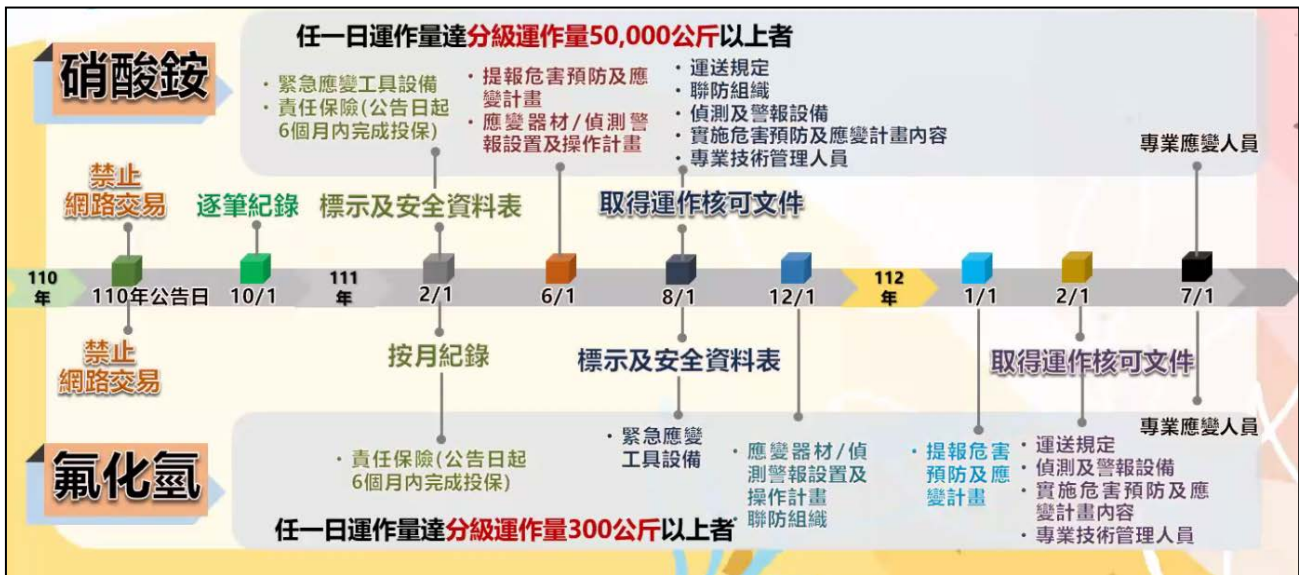 任一日運作量達分級運作量50,000公斤以上者
硝酸銨
・緊急應變工具設備
・責任保險(公告日起
6個月內完成投保)
・提報危害預防及應
變計畫
・應變器材/偵測警
報設置及操作計畫
・運送規定
・聯防組織
・偵測及警報設備
・實施危害預防及應變計畫內容
・專業技術管理人員
專業應變人員
禁止
網路交易
逐筆紀錄
標示及安全資料表
取得運作核可文件
110
年
110年公告日
10/1
111
年
2/1
6/1
8/1
12/1
112
年
1/1
2/1
7/1
禁止
網路交易
按月紀錄
標示及安全資料表
取得運作核可文件
專業應變人員
氟化氫
・責任保險(公告日起
6個月內完成投保)
・緊急應變
工具設備
・應變器材/偵
測警報設置及
操作計畫
・聯防組織
・提報危害
預防及應
變計畫
・運送規定
・偵測及警報設備
・實施危害預防及應
變計畫內容
・專業技術管理人員
任一日運作量達分級運作量300公斤以上者